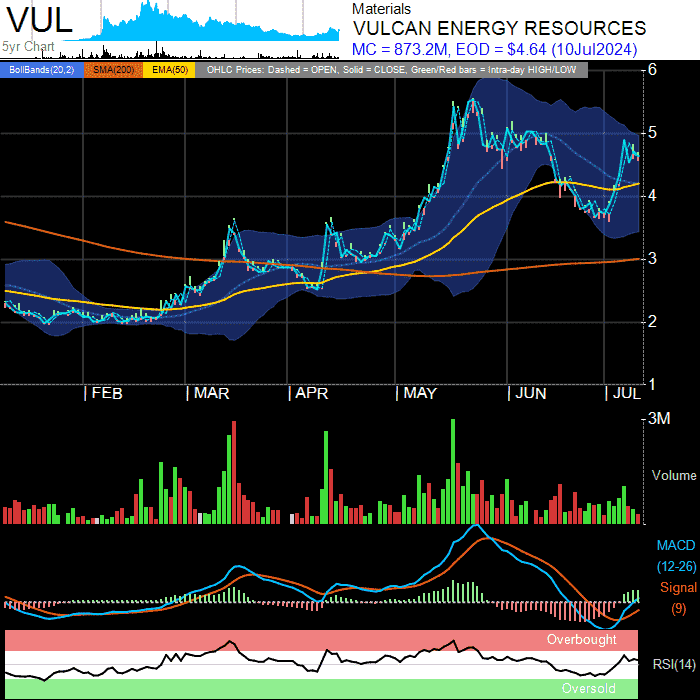 VUL
5yr Chart
Materials
VULCAN ENERGY RESOURCES
MC = 873.2M, EOD = $4.64 (10Jul2024)
BollBands(20,2) SMA(200) EMA(50) OHLC Prices: Dashed = OPEN, Solid = CLOSE, Green/Red bars = Intra-day HIGH/LOW
6
5
4
3
2
1
| FEB | MAR | APR | MAY | JUN | JUL
3M
Volume
MACD
(12-26)
Signal
(9)
Overbought
RSI(14)
Oversold